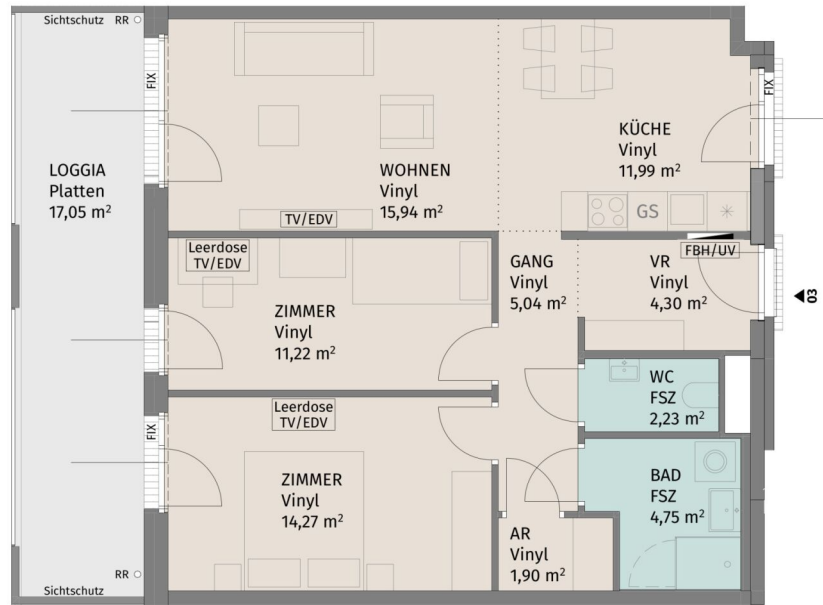 Sichtschutz RR
FIX
LOGGIA
Platten
17,05 m²
WOHNEN
Vinyl
15,94 m²
TV/EDV
KÜCHE
Vinyl
11,99 m²
GS
FIX
Leerdose
TV/EDV
ZIMMER
Vinyl
11,22 m²
GANG
Vinyl
5,04 m²
VR
Vinyl
4,30 m²
FBH/UV
03
WC
FSZ
2,23 m²
FIX
Leerdose
TV/EDV
ZIMMER
Vinyl
14,27 m²
BAD
FSZ
4,75 m²
AR
Vinyl
1,90 m²
RR
Sichtschutz